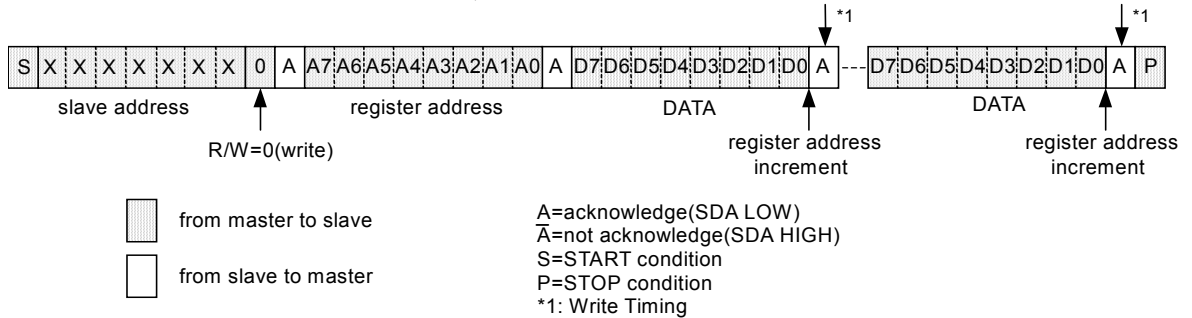 *1 *1
S X X X X X X X 0 A A7 A6 A5 A4 A3 A2 A1 A0 A D7 D6 D5 D4 D3 D2 D1 D0 A D7 D6 D5 D4 D3 D2 D1 D0 A P
slave address register address DATA DATA
R/W=0(write)
register address
increment
register address
increment
from master to slave
from slave to master
A=acknowledge(SDA LOW)
A̅=not acknowledge(SDA HIGH)
S=START condition
P=STOP condition
*1: Write Timing